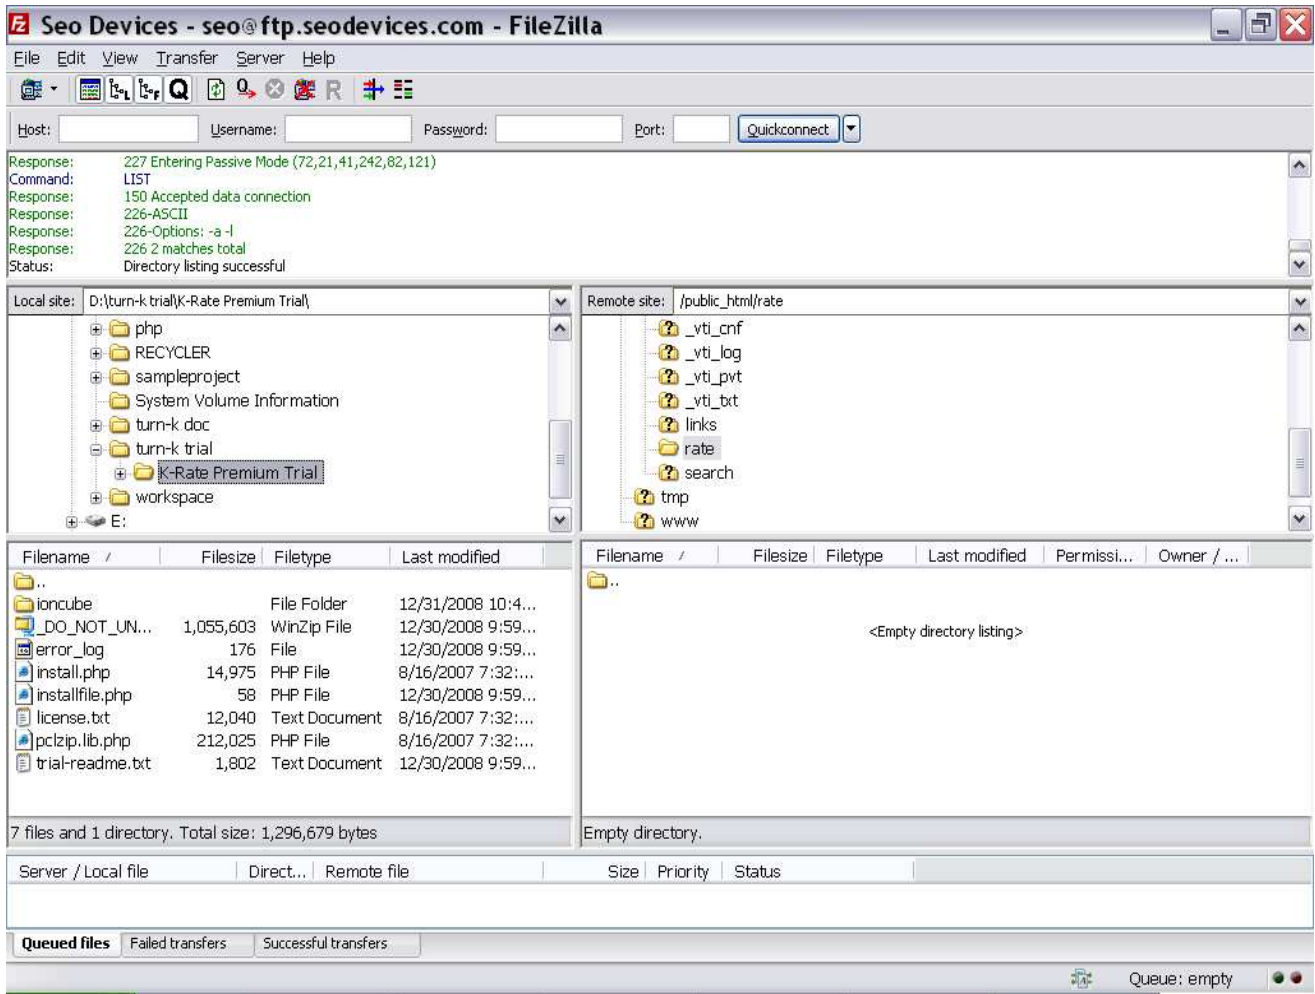 Seo Devices - seo@ftp.seodevices.com - FileZilla
File Edit View Transfer Server Help
Host: Username: Password: Port: Quickconnect
Response: 227 Entering Passive Mode (72,21,41,242,82,121)
Command: LIST
Response: 150 Accepted data connection
Response: 226-ASCII
Response: 226-Options: -a -l
Response: 226 2 matches total
Status: Directory listing successful
Local site: D:\turn-k trial\K-Rate Premium Trial\
php
RECYCLER
sampleproject
System Volume Information
turn-k doc
turn-k trial
K-Rate Premium Trial
workspace
E:
Remote site: /public_html/rate
_vti_cnf
_vti_log
_vti_pvt
_vti_txt
links
rate
search
tmp
www
Filename / Filesize Filetype Last modified
..
ioncube File Folder 12/31/2008 10:4...
_DO_NOT_UN... 1,055,603 WinZip File 12/30/2008 9:59...
error_log 176 File 12/30/2008 9:59...
install.php 14,975 PHP File 8/16/2007 7:32:...
installfile.php 58 PHP File 12/30/2008 9:59...
license.txt 12,040 Text Document 8/16/2007 7:32:...
pclzip.lib.php 212,025 PHP File 8/16/2007 7:32:...
trial-readme.txt 1,802 Text Document 12/30/2008 9:59...
7 files and 1 directory. Total size: 1,296,679 bytes
Filename / Filesize Filetype Last modified Permissi... Owner / ...
..
<Empty directory listing>
Empty directory.
Server / Local file Direct... Remote file Size Priority Status
Queued files Failed transfers Successful transfers
Queue: empty